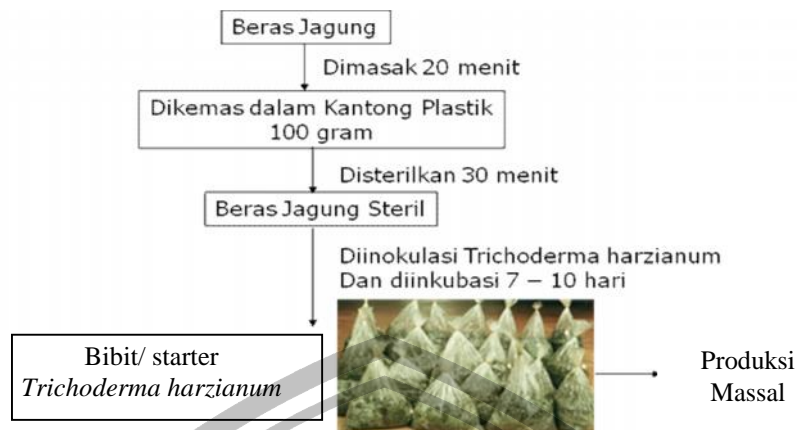 Beras Jagung
Dimasak 20 menit
Dikemas dalam Kantong Plastik
100 gram
Disterilkan 30 menit
Beras Jagung Steril
Diinokulasi Trichoderma harzianum
Dan diinkubasi 7 – 10 hari
Bibit/ starter
Trichoderma harzianum
Produksi
Massal